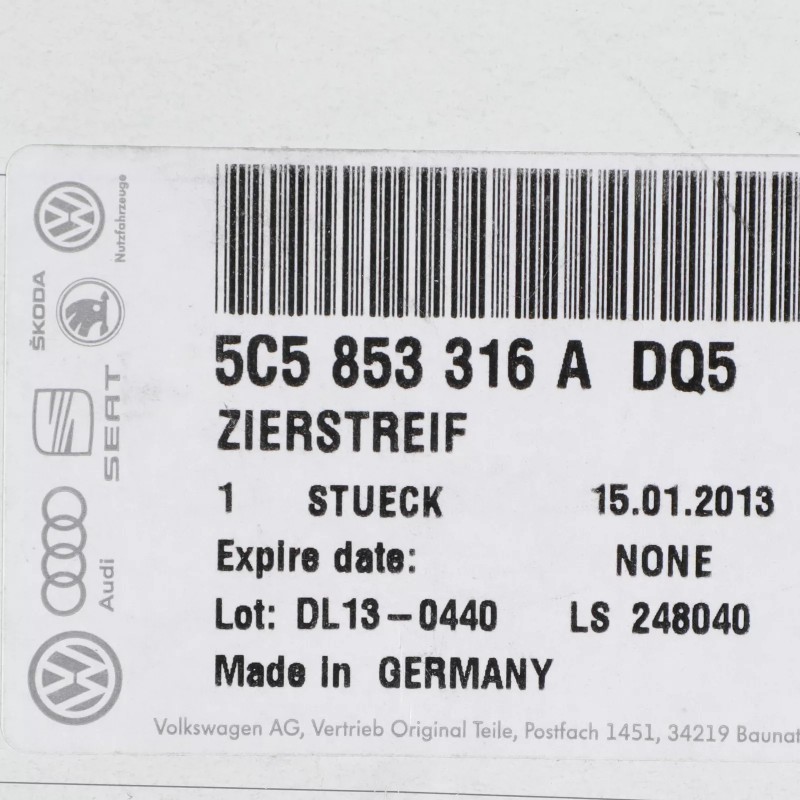 5C5 853 316 A DQ5
ZIERSTREIF
1 STUECK 15.01.2013
Expire date: NONE
Lot: DL13-0440 LS 248040
Made in GERMANY
Volkswagen AG, Vertrieb Original Teile, Postfach 1451, 34219 Baunat
Nutzfahrzeuge
ŠKODA
SEAT
Audi